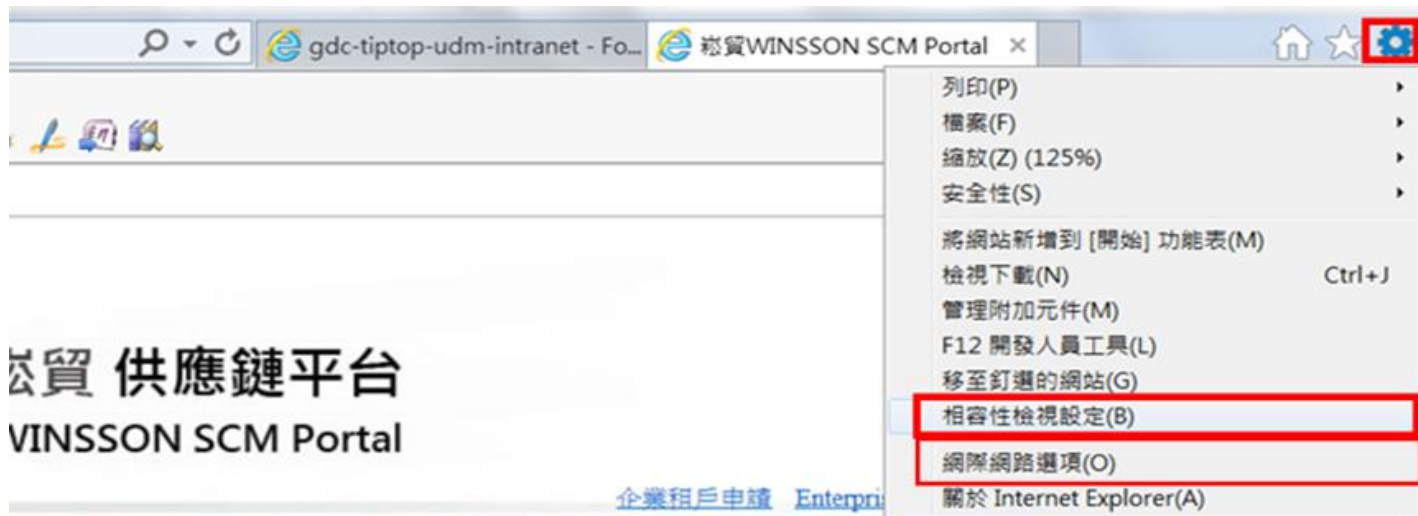 gdc-tiptop-udm-intranet - Fo...
崧貿WINSSON SCM Portal
列印(P)
檔案(F)
縮放(Z) (125%)
安全性(S)
將網站新增到 [開始] 功能表(M)
檢視下載(N) Ctrl+J
管理附加元件(M)
F12 開發人員工具(L)
移至釘選的網站(G)
相容性檢視設定(B)
網際網路選項(O)
關於 Internet Explorer(A)
崧貿 供應鏈平台
WINSSON SCM Portal
企業租戶申請 Enterpri